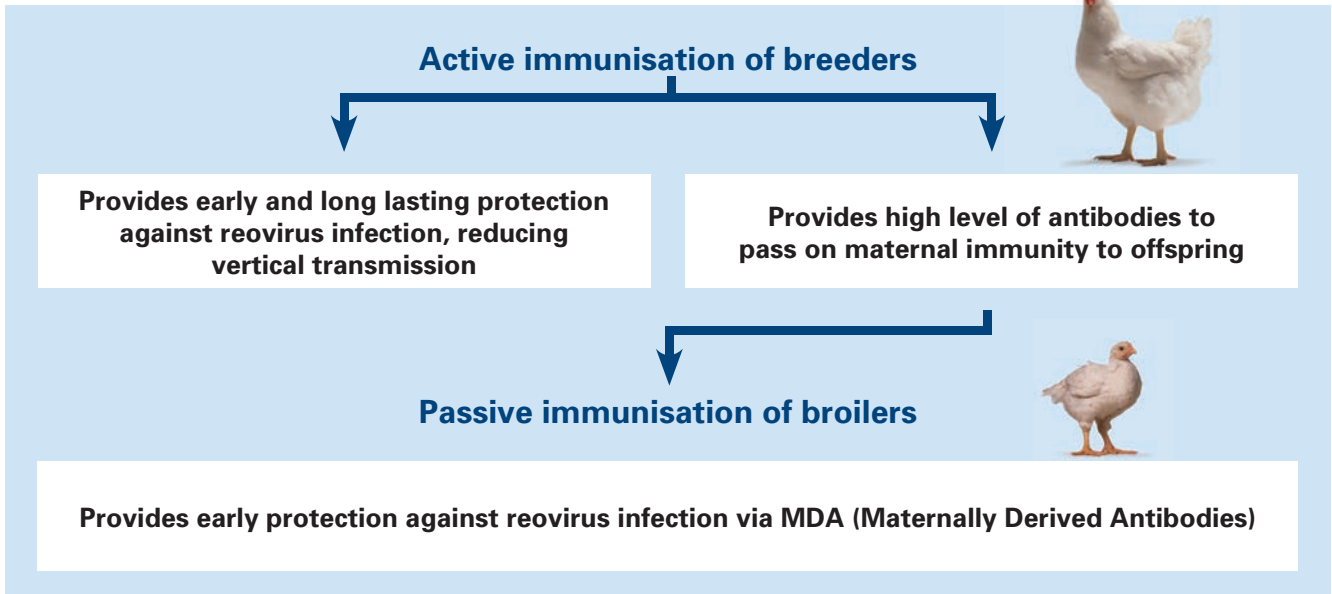 Active immunisation of breeders
Provides early and long lasting protection
against reovirus infection, reducing
vertical transmission
Provides high level of antibodies to
pass on maternal immunity to offspring
Passive immunisation of broilers
Provides early protection against reovirus infection via MDA (Maternally Derived Antibodies)